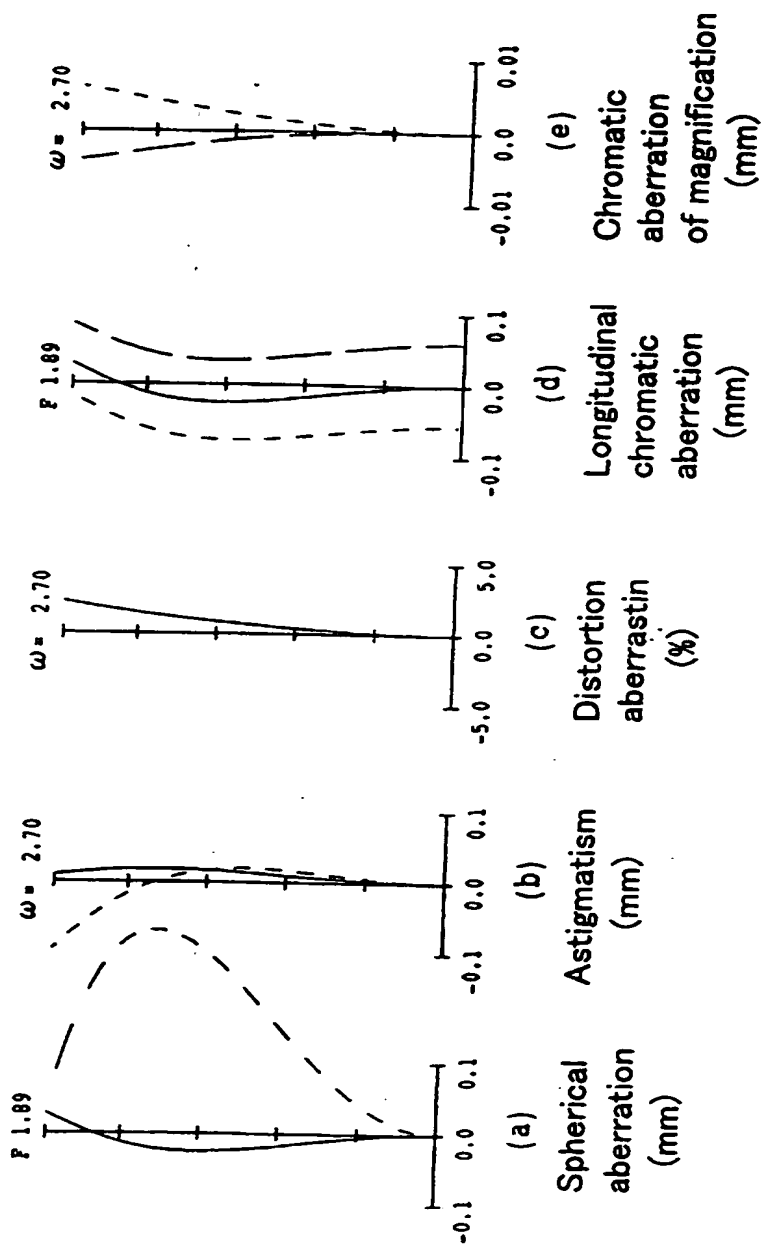 F 1.89
-0.1 0.0 0.1
(a)
Spherical
aberration
(mm)
ω= 2.70
-0.1 0.0 0.1
(b)
Astigmatism
(mm)
ω= 2.70
-5.0 0.0 5.0
(c)
Distortion
aberrastin
(%)
F 1.89
-0.1 0.0 0.1
(d)
Longitudinal
chromatic
aberration
(mm)
ω= 2.70
-0.01 0.0 0.01
(e)
Chromatic
aberration
of magnification
(mm)